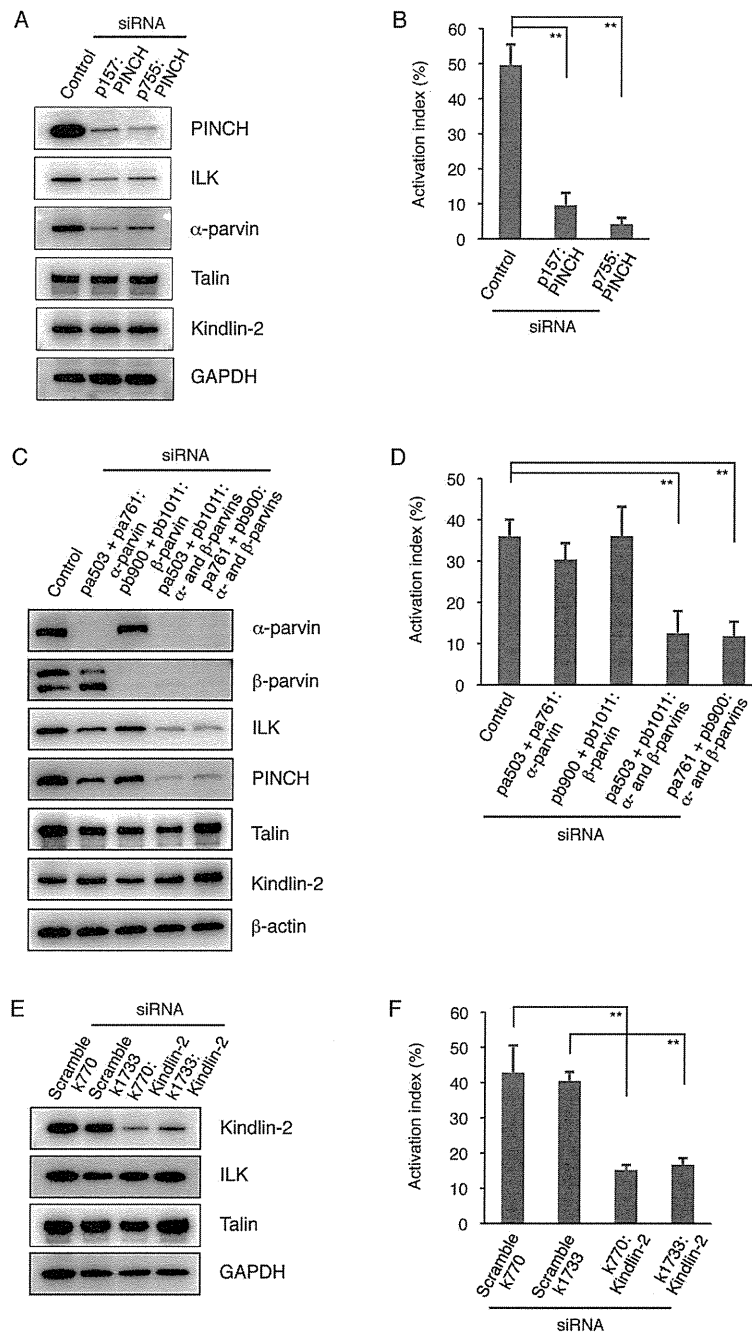 A
siRNA
Control
p157:
PINCH
p755:
PINCH
PINCH
ILK
α-parvin
Talin
Kindlin-2
GAPDH
B
Activation index (%)
60
50
40
30
20
10
0
**
**
Control
p157:
PINCH
p755:
PINCH
siRNA
C
siRNA
Control
pa503 + pa761:
α-parvin
pb900 + pb1011:
β-parvin
pa503 + pb1011:
α- and β-parvins
pa761 + pb900:
α- and β-parvins
α-parvin
β-parvin
ILK
PINCH
Talin
Kindlin-2
β-actin
D
Activation index (%)
50
40
30
20
10
0
**
**
Control
pa503 + pa761:
α-parvin
pb900 + pb1011:
β-parvin
pa503 + pb1011:
α- and β-parvins
pa761 + pb900:
α- and β-parvins
siRNA
E
siRNA
Scramble
k770
Scramble
k1733
k770:
Kindlin-2
k1733:
Kindlin-2
Kindlin-2
ILK
Talin
GAPDH
F
Activation index (%)
60
50
40
30
20
10
0
**
**
Scramble
k770
Scramble
k1733
k770:
Kindlin-2
k1733:
Kindlin-2
siRNA